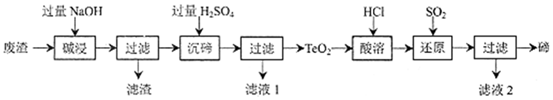 过量 NaOH 过量 H₂SO₄ HCl SO₂
废渣 碱浸 过滤 沉碲 过滤 TeO₂ 酸溶 还原 过滤 碲
滤渣 滤液 1 滤液 2